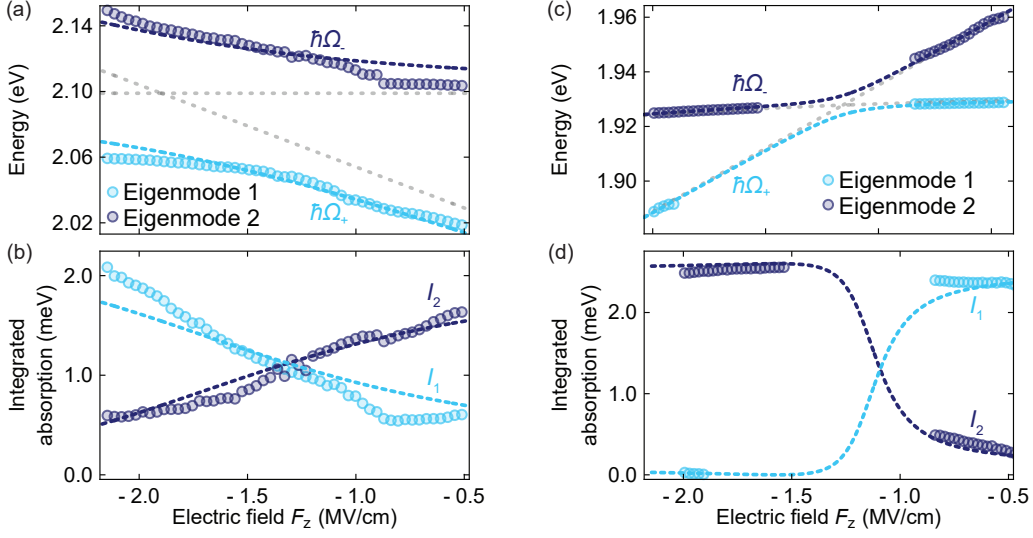 (a)
2.14
2.10
2.06
2.02
Energy (eV)
ℏΩ₋
ℏΩ₊
Eigenmode 1
Eigenmode 2
(b)
2.0
1.0
0.0
Integrated
absorption (meV)
I₂
I₁
- 2.0 - 1.5 - 1.0 - 0.5
Electric field F_z (MV/cm)
(c)
1.96
1.94
1.92
1.90
Energy (eV)
ℏΩ₋
ℏΩ₊
Eigenmode 1
Eigenmode 2
(d)
2.0
1.0
0.0
Integrated
absorption (meV)
I₁
I₂
- 2.0 - 1.5 - 1.0 - 0.5
Electric field F_z (MV/cm)